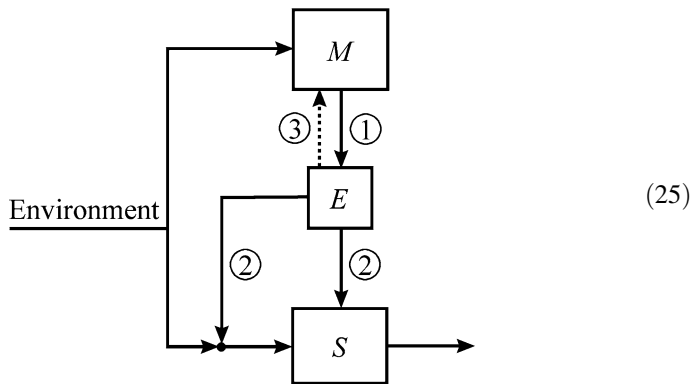 M
③ ①
E
(25)
Environment
② ②
S